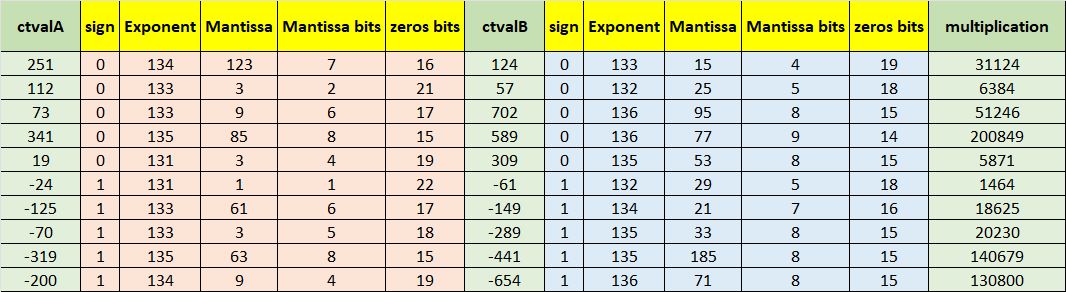 ctvalA sign Exponent Mantissa Mantissa bits zeros bits ctvalB sign Exponent Mantissa Mantissa bits zeros bits multiplication
251 0 134 123 7 16 124 0 133 15 4 19 31124
112 0 133 3 2 21 57 0 132 25 5 18 6384
73 0 133 9 6 17 702 0 136 95 8 15 51246
341 0 135 85 8 15 589 0 136 77 9 14 200849
19 0 131 3 4 19 309 0 135 53 8 15 5871
-24 1 131 1 1 22 -61 1 132 29 5 18 1464
-125 1 133 61 6 17 -149 1 134 21 7 16 18625
-70 1 133 3 5 18 -289 1 135 33 8 15 20230
-319 1 135 63 8 15 -441 1 135 185 8 15 140679
-200 1 134 9 4 19 -654 1 136 71 8 15 130800